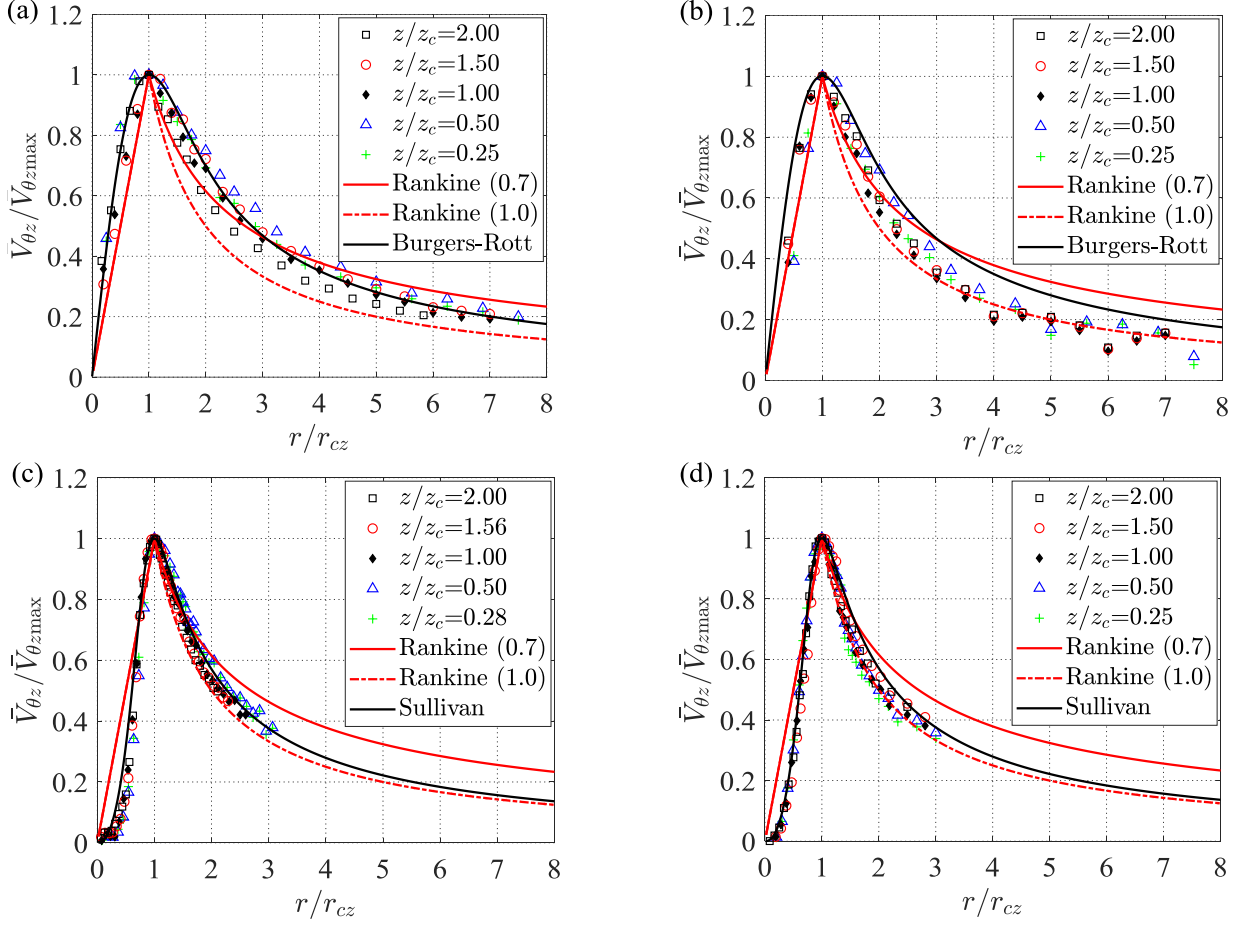 (a)
1.2
1
0.8
0.6
0.4
0.2
0
V̄θz/V̄θzmax
0 1 2 3 4 5 6 7 8
r/rcz
z/zc=2.00
z/zc=1.50
z/zc=1.00
z/zc=0.50
z/zc=0.25
Rankine (0.7)
Rankine (1.0)
Burgers-Rott
(b)
1.2
1
0.8
0.6
0.4
0.2
0
V̄θz/V̄θzmax
0 1 2 3 4 5 6 7 8
r/rcz
z/zc=2.00
z/zc=1.50
z/zc=1.00
z/zc=0.50
z/zc=0.25
Rankine (0.7)
Rankine (1.0)
Burgers-Rott
(c)
1.2
1
0.8
0.6
0.4
0.2
0
V̄θz/V̄θzmax
0 1 2 3 4 5 6 7 8
r/rcz
z/zc=2.00
z/zc=1.56
z/zc=1.00
z/zc=0.50
z/zc=0.28
Rankine (0.7)
Rankine (1.0)
Sullivan
(d)
1.2
1
0.8
0.6
0.4
0.2
0
V̄θz/V̄θzmax
0 1 2 3 4 5 6 7 8
r/rcz
z/zc=2.00
z/zc=1.50
z/zc=1.00
z/zc=0.50
z/zc=0.25
Rankine (0.7)
Rankine (1.0)
Sullivan